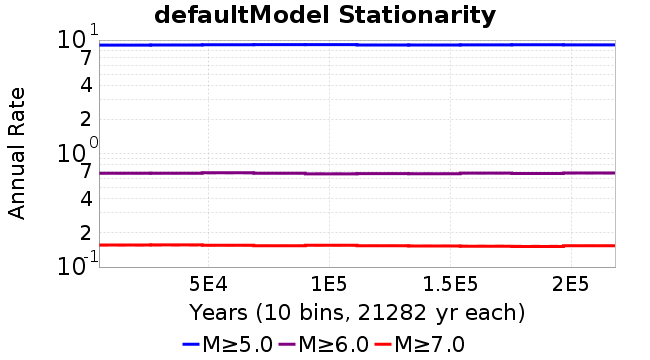 defaultModel Stationarity
Annual Rate
10^1
7
4
2
10^0
7
4
2
10^-1
5E4 1E5 1.5E5 2E5
Years (10 bins, 21282 yr each)
M≥5.0 M≥6.0 M≥7.0